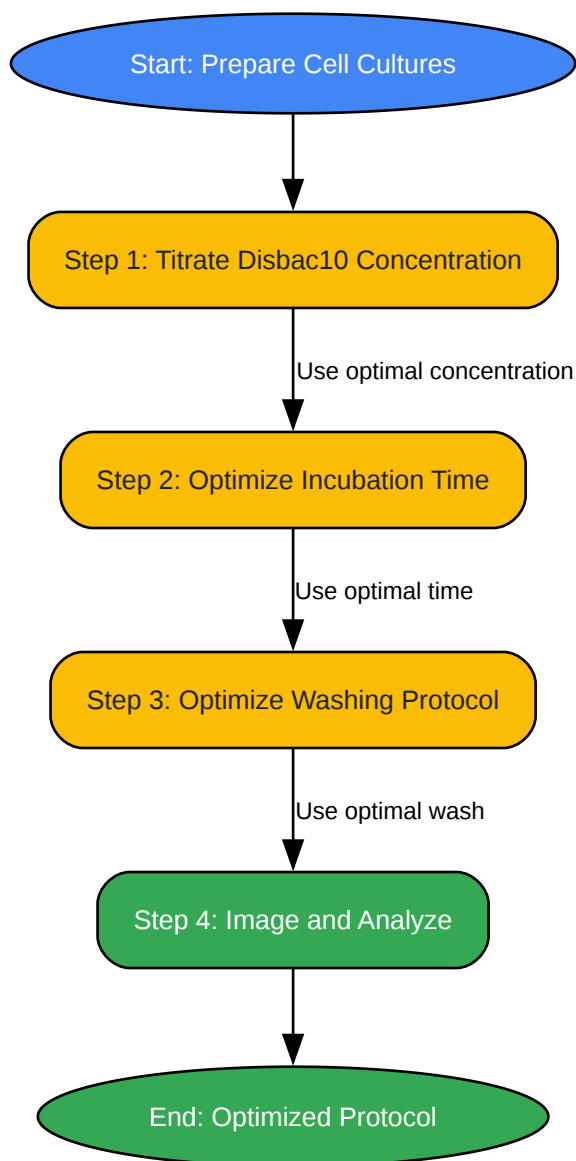 Start: Prepare Cell Cultures
Step 1: Titrate Disbac10 Concentration
Use optimal concentration
Step 2: Optimize Incubation Time
Use optimal time
Step 3: Optimize Washing Protocol
Use optimal wash
Step 4: Image and Analyze
End: Optimized Protocol